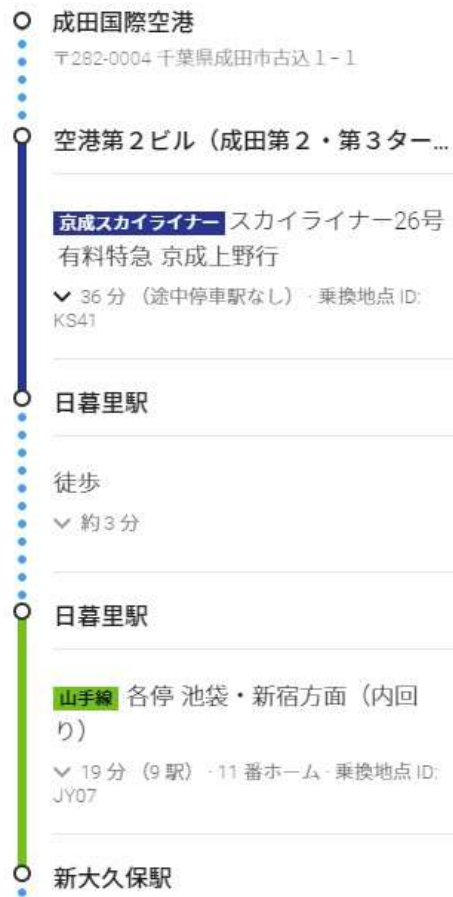 成田国際空港
〒282-0004 千葉県成田市古込１−１
空港第２ビル（成田第２・第３ター...
京成スカイライナー スカイライナー26号
有料特急 京成上野行
36 分 （途中停車駅なし） · 乗換地点 ID:
KS41
日暮里駅
徒歩
約 3 分
日暮里駅
山手線 各停 池袋・新宿方面（内回
り）
19 分 （9 駅） · 11 番ホーム · 乗換地点 ID:
JY07
新大久保駅